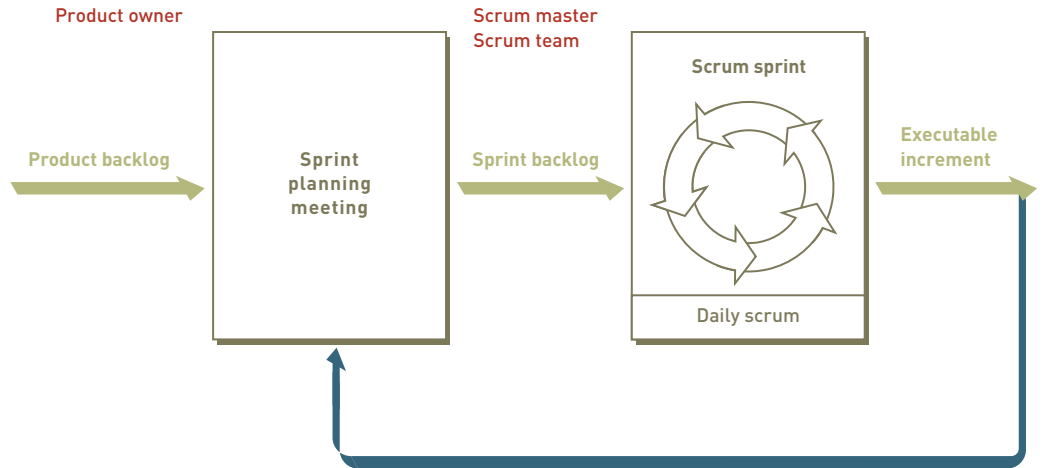 Product owner
Scrum master
Scrum team
Scrum sprint
Product backlog
Sprint
planning
meeting
Sprint backlog
Executable
increment
Daily scrum